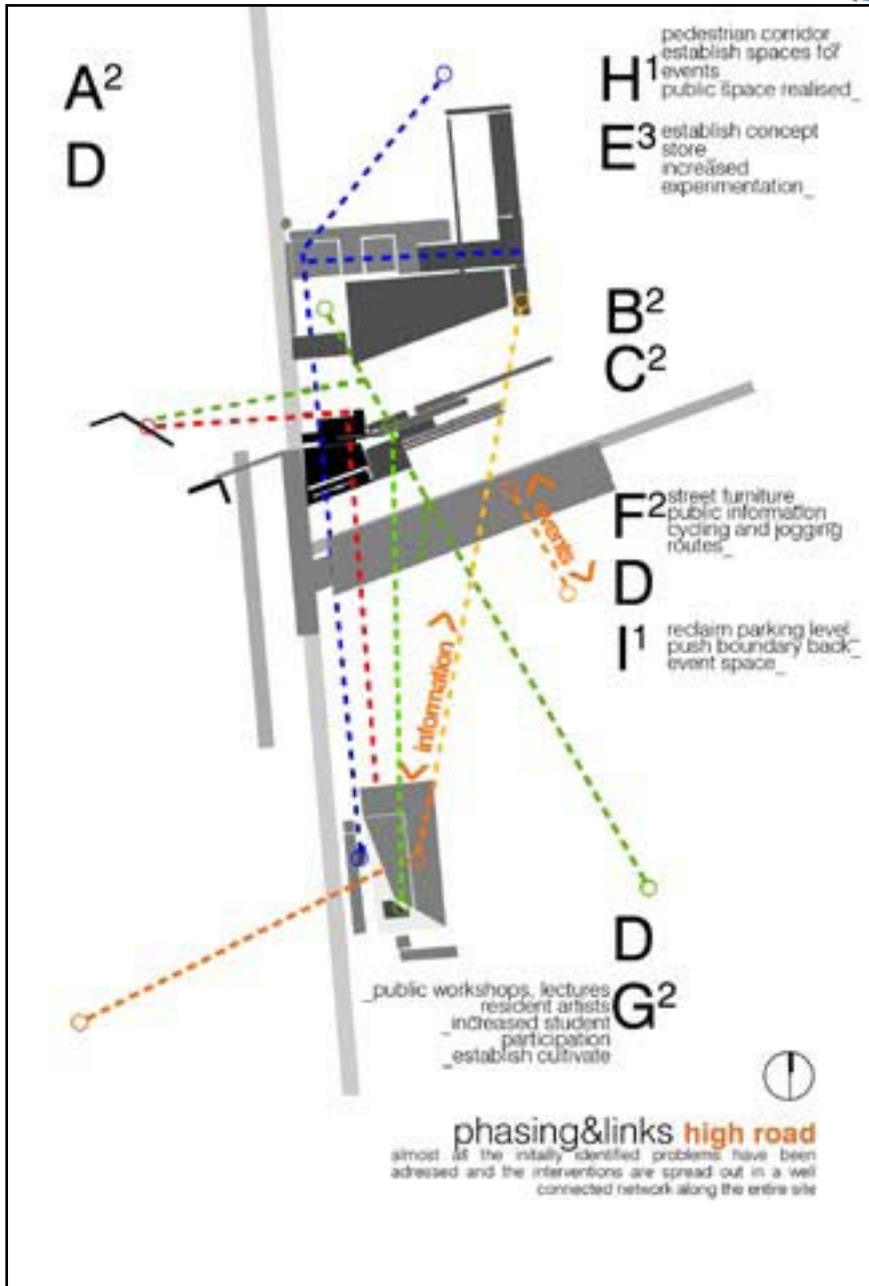 A²
D
H¹
pedestrian corridor_
establish spaces for
events_
public space realised_
E³
establish concept
store_
increased
experimentation_
B²
C²
F²
street furniture_
public information
cycling and jogging
routes_
D
I¹
reclaim parking level_
push boundary back_
event space_
< events >
< information >
D
G²
_public workshops, lectures
resident artists
_increased student
participation
_establish cultivate
phasing&links high road
almost all the initially identified problems have been
adressed and the interventions are spread out in a well
connected network along the entire site